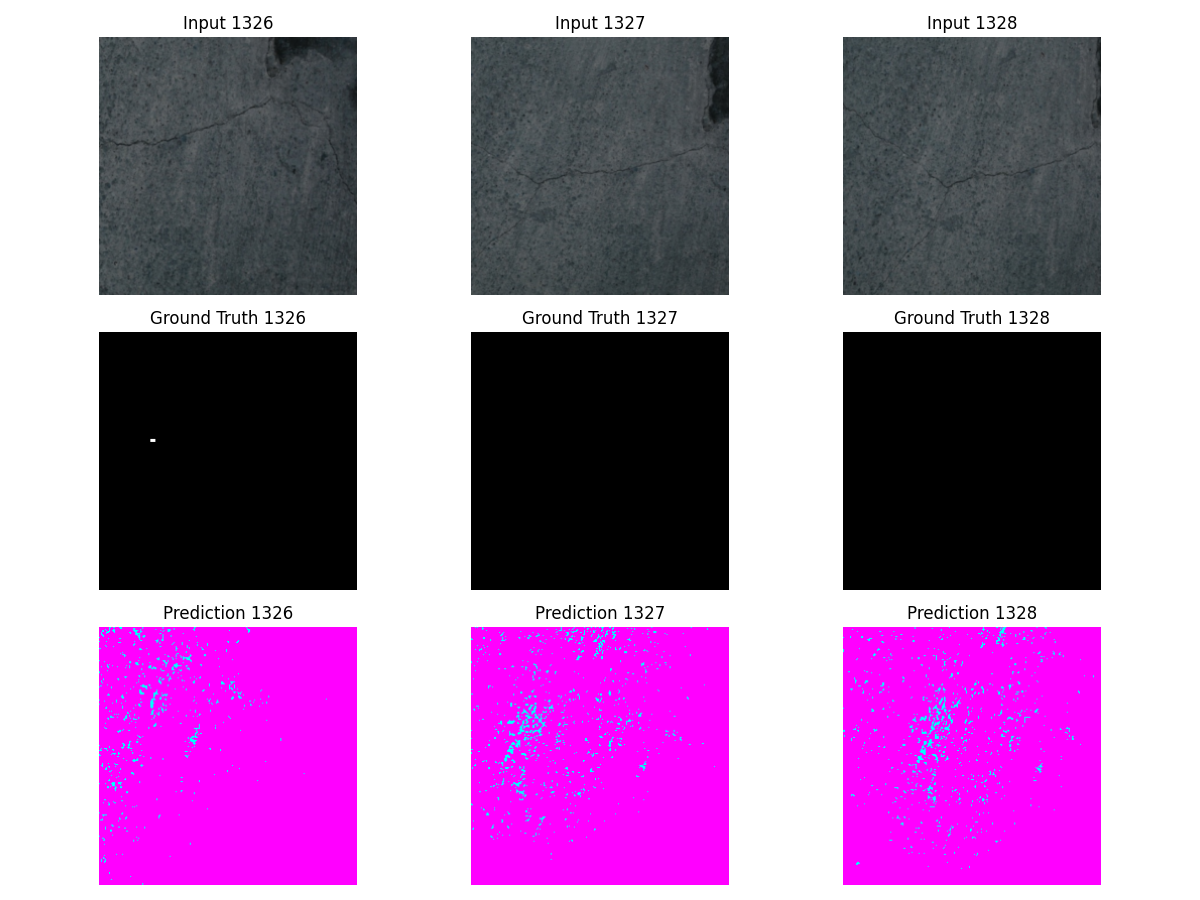 Input 1326
Input 1327
Input 1328
Ground Truth 1326
Ground Truth 1327
Ground Truth 1328
Prediction 1326
Prediction 1327
Prediction 1328